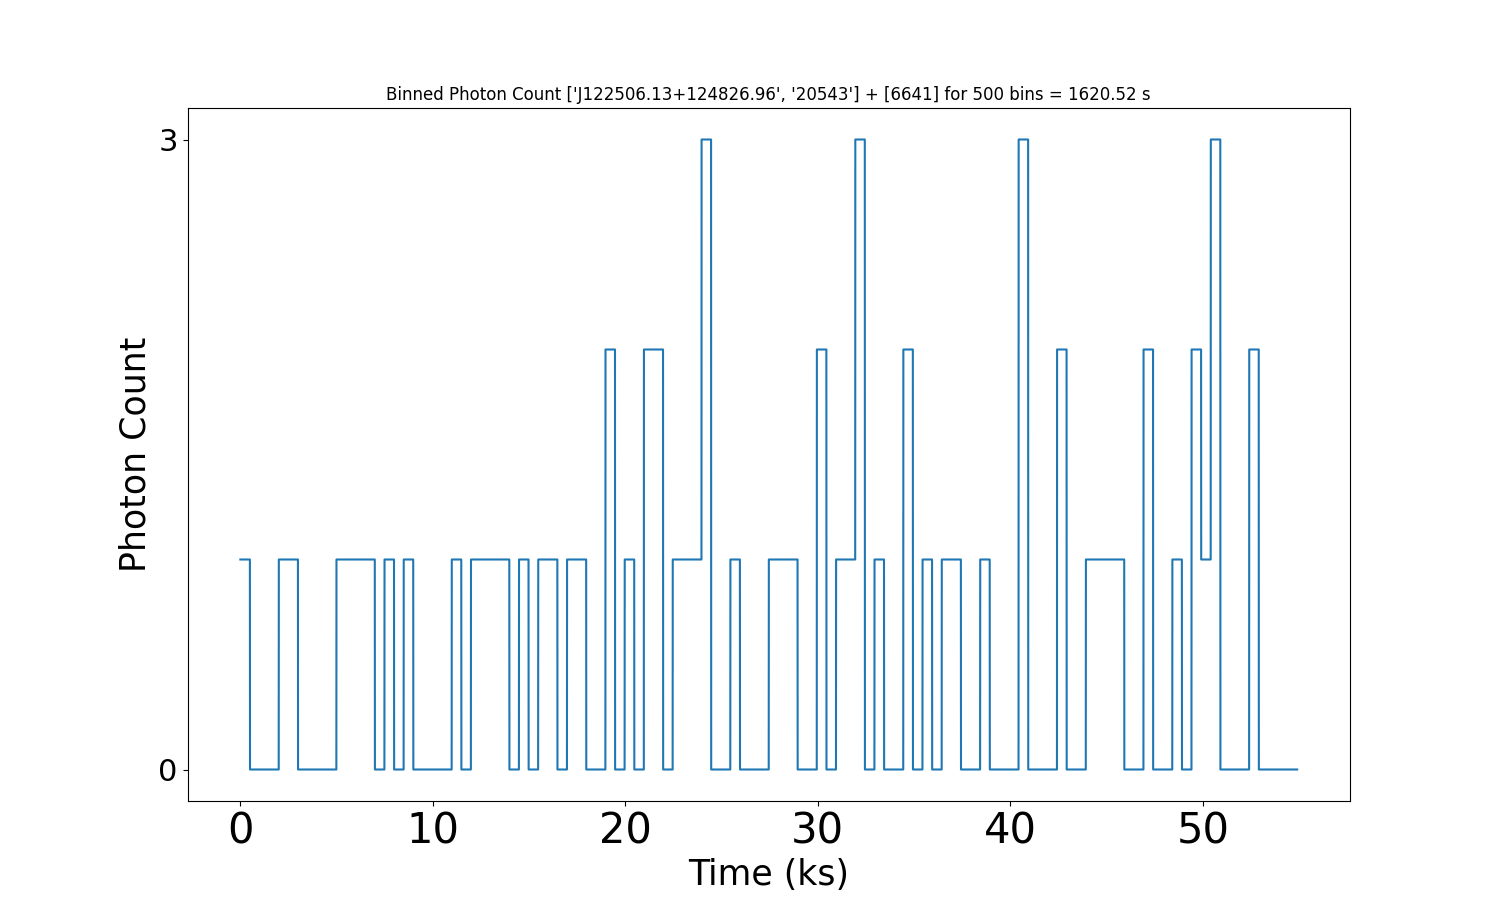 Binned Photon Count ['J122506.13+124826.96', '20543'] + [6641] for 500 bins = 1620.52 s
3
Photon Count
0
0 10 20 30 40 50
Time (ks)